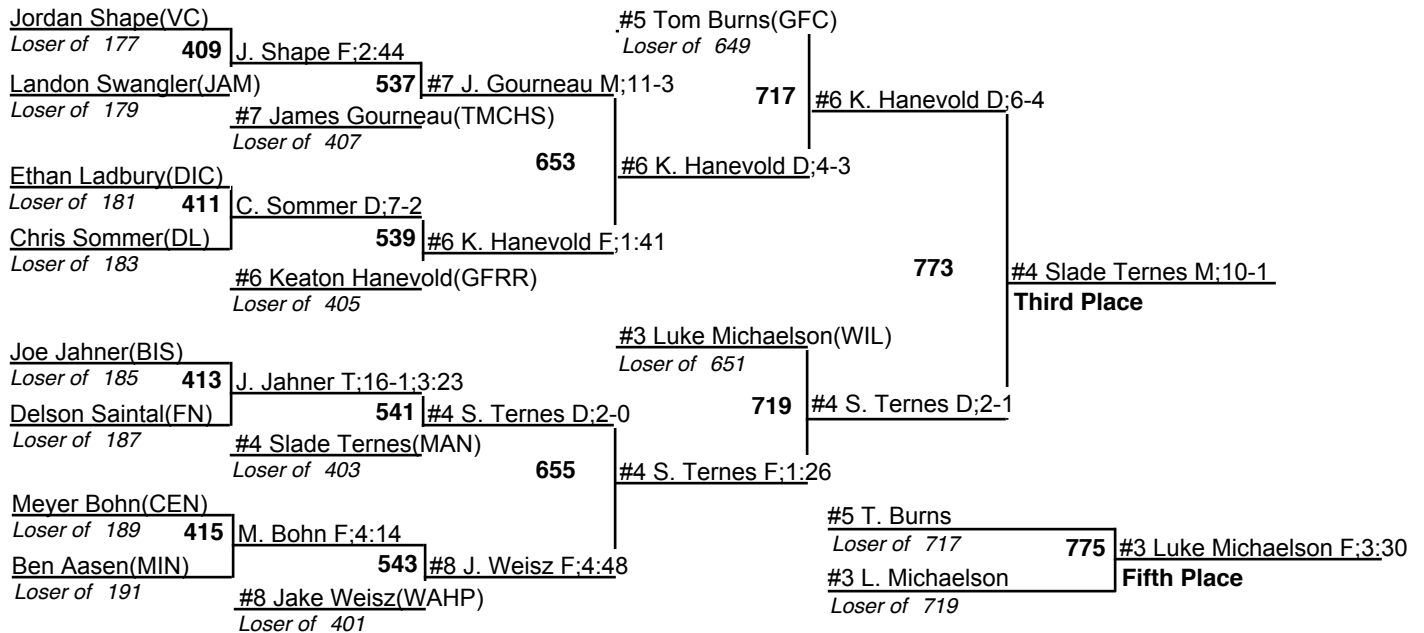 Jordan Shape(VC)
Loser of 177
409
J. Shape F;2:44
Landon Swangler(JAM)
Loser of 179
537
#7 J. Gourneau M;11-3
#7 James Gourneau(TMCHS)
Loser of 407
653
#6 K. Hanevold D;4-3
Ethan Ladbury(DIC)
Loser of 181
411
C. Sommer D;7-2
Chris Sommer(DL)
Loser of 183
539
#6 K. Hanevold F;1:41
#6 Keaton Hanevold(GFRR)
Loser of 405
#5 Tom Burns(GFC)
Loser of 649
717
#6 K. Hanevold D;6-4
773
#4 Slade Ternes M;10-1
Third Place
Joe Jahner(BIS)
Loser of 185
413
J. Jahner T;16-1;3:23
Delson Saintal(FN)
Loser of 187
541
#4 S. Ternes D;2-0
#4 Slade Ternes(MAN)
Loser of 403
655
#4 S. Ternes F;1:26
Meyer Bohn(CEN)
Loser of 189
415
M. Bohn F;4:14
Ben Aasen(MIN)
Loser of 191
543
#8 J. Weisz F;4:48
#8 Jake Weisz(WAHP)
Loser of 401
#3 Luke Michaelson(WIL)
Loser of 651
719
#4 S. Ternes D;2-1
#5 T. Burns
Loser of 717
775
#3 Luke Michaelson F;3:30
#3 L. Michaelson
Fifth Place
Loser of 719